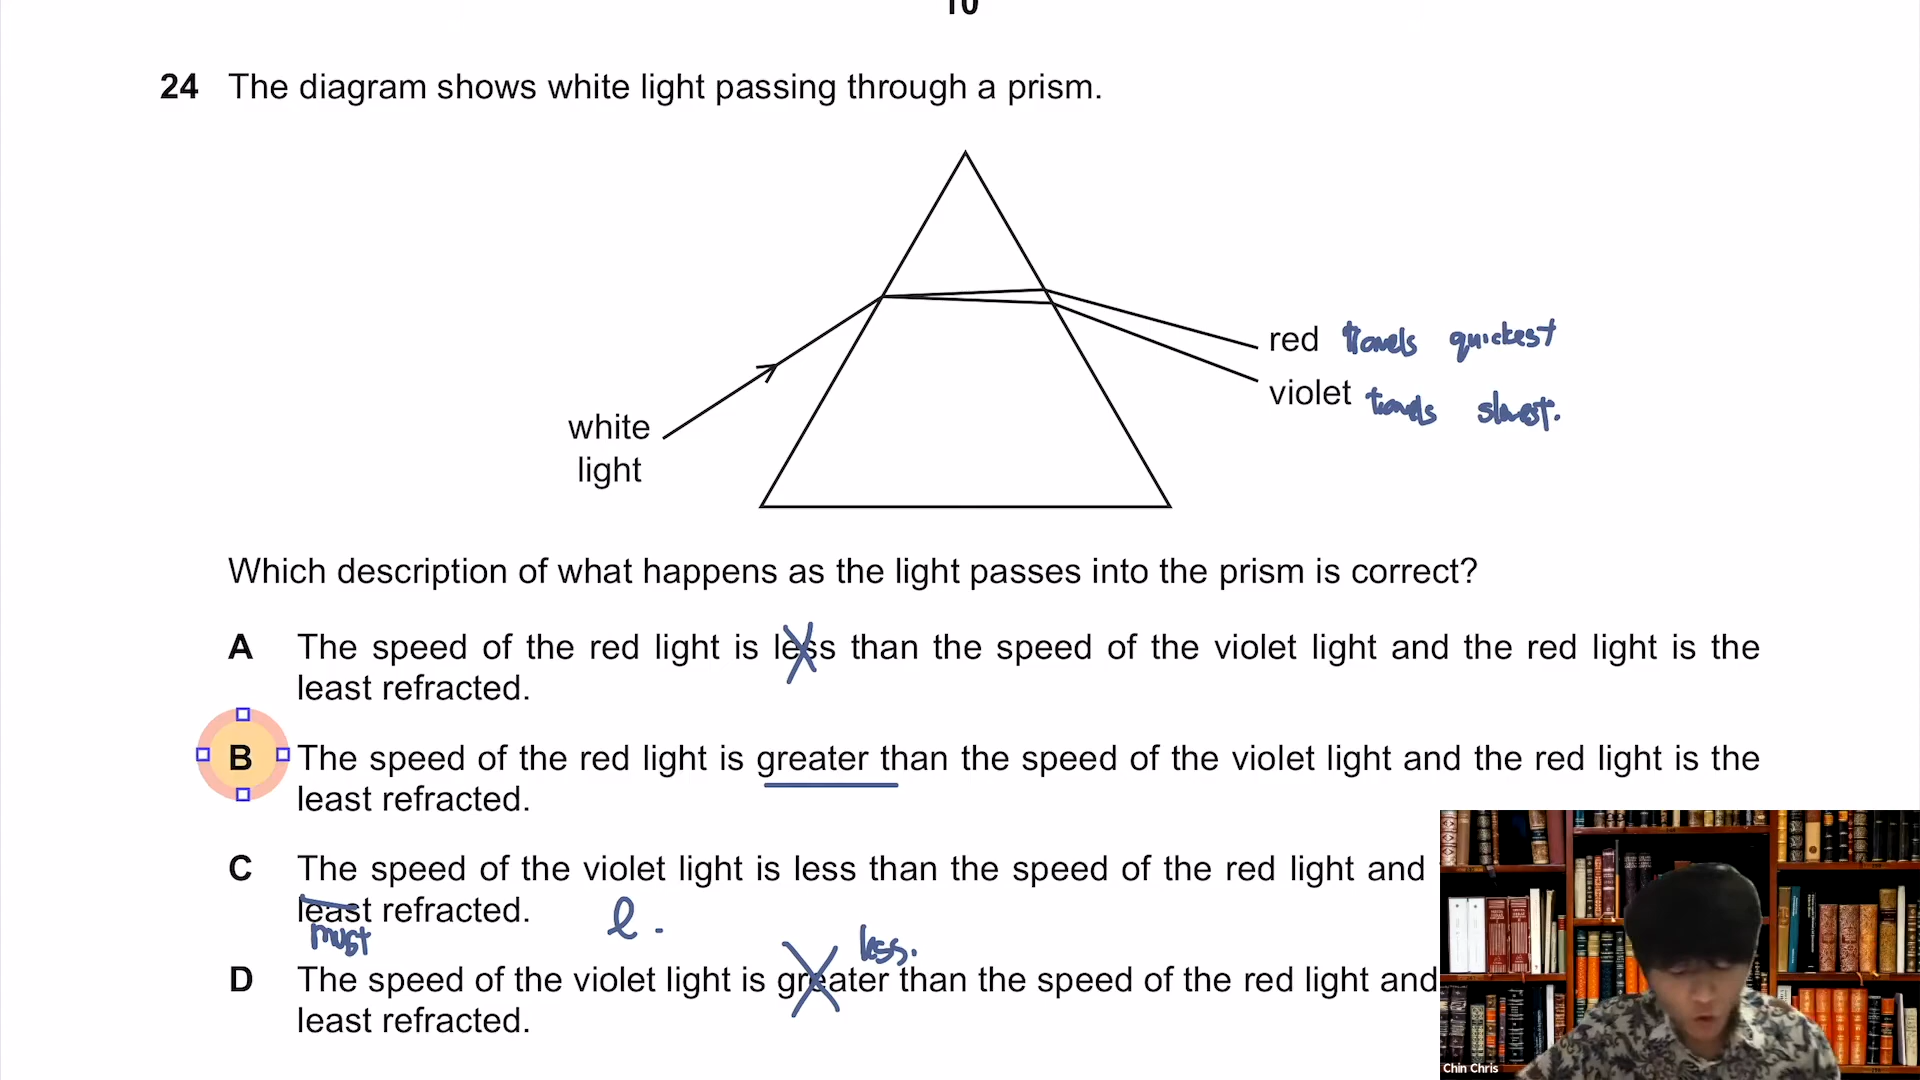 10
24 The diagram shows white light passing through a prism.
red travels quickest
violet travels slowest.
white
light
Which description of what happens as the light passes into the prism is correct?
A The speed of the red light is less than the speed of the violet light and the red light is the
least refracted.
B The speed of the red light is greater than the speed of the violet light and the red light is the
least refracted.
C The speed of the violet light is less than the speed of the red light and
least refracted.
must
less.
D The speed of the violet light is greater than the speed of the red light and
least refracted.
Chin Chris